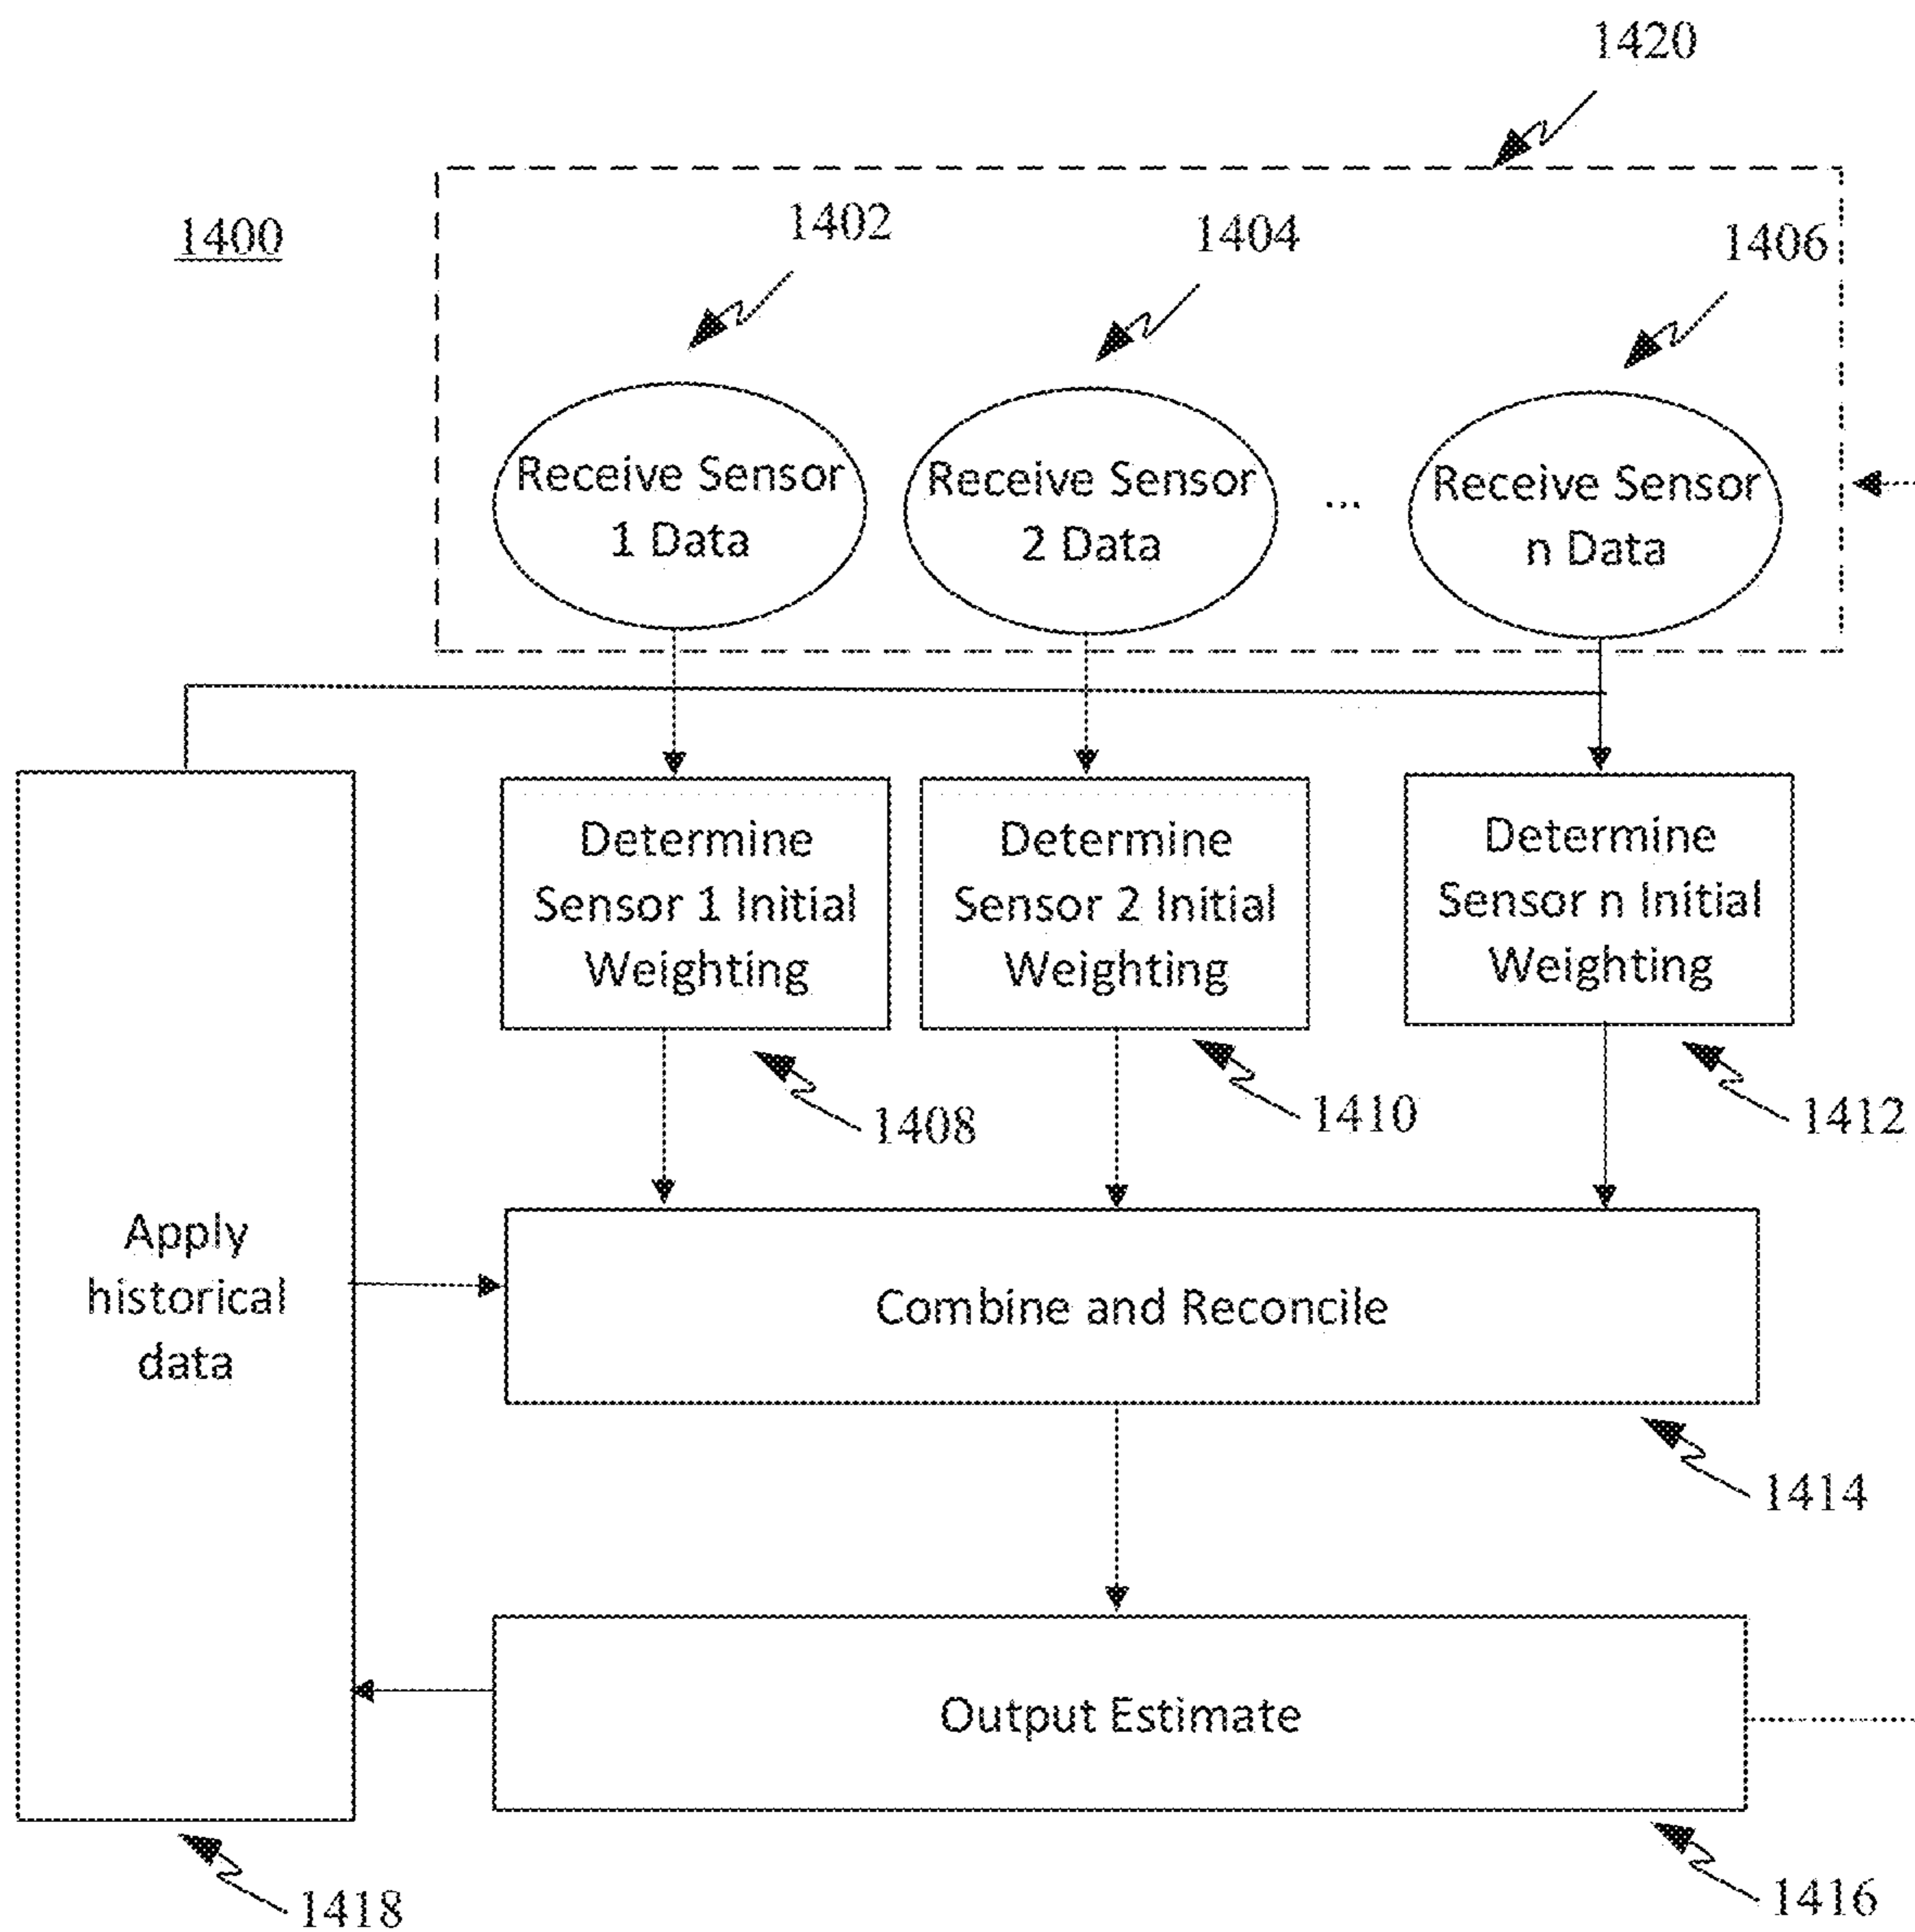 1420
1400
1402
1404
1406
Receive Sensor
1 Data
Receive Sensor
2 Data
...
Receive Sensor
n Data
Determine
Sensor 1 Initial
Weighting
Determine
Sensor 2 Initial
Weighting
Determine
Sensor n Initial
Weighting
1408
1410
1412
Apply
historical
data
Combine and Reconcile
1414
Output Estimate
1416
1418